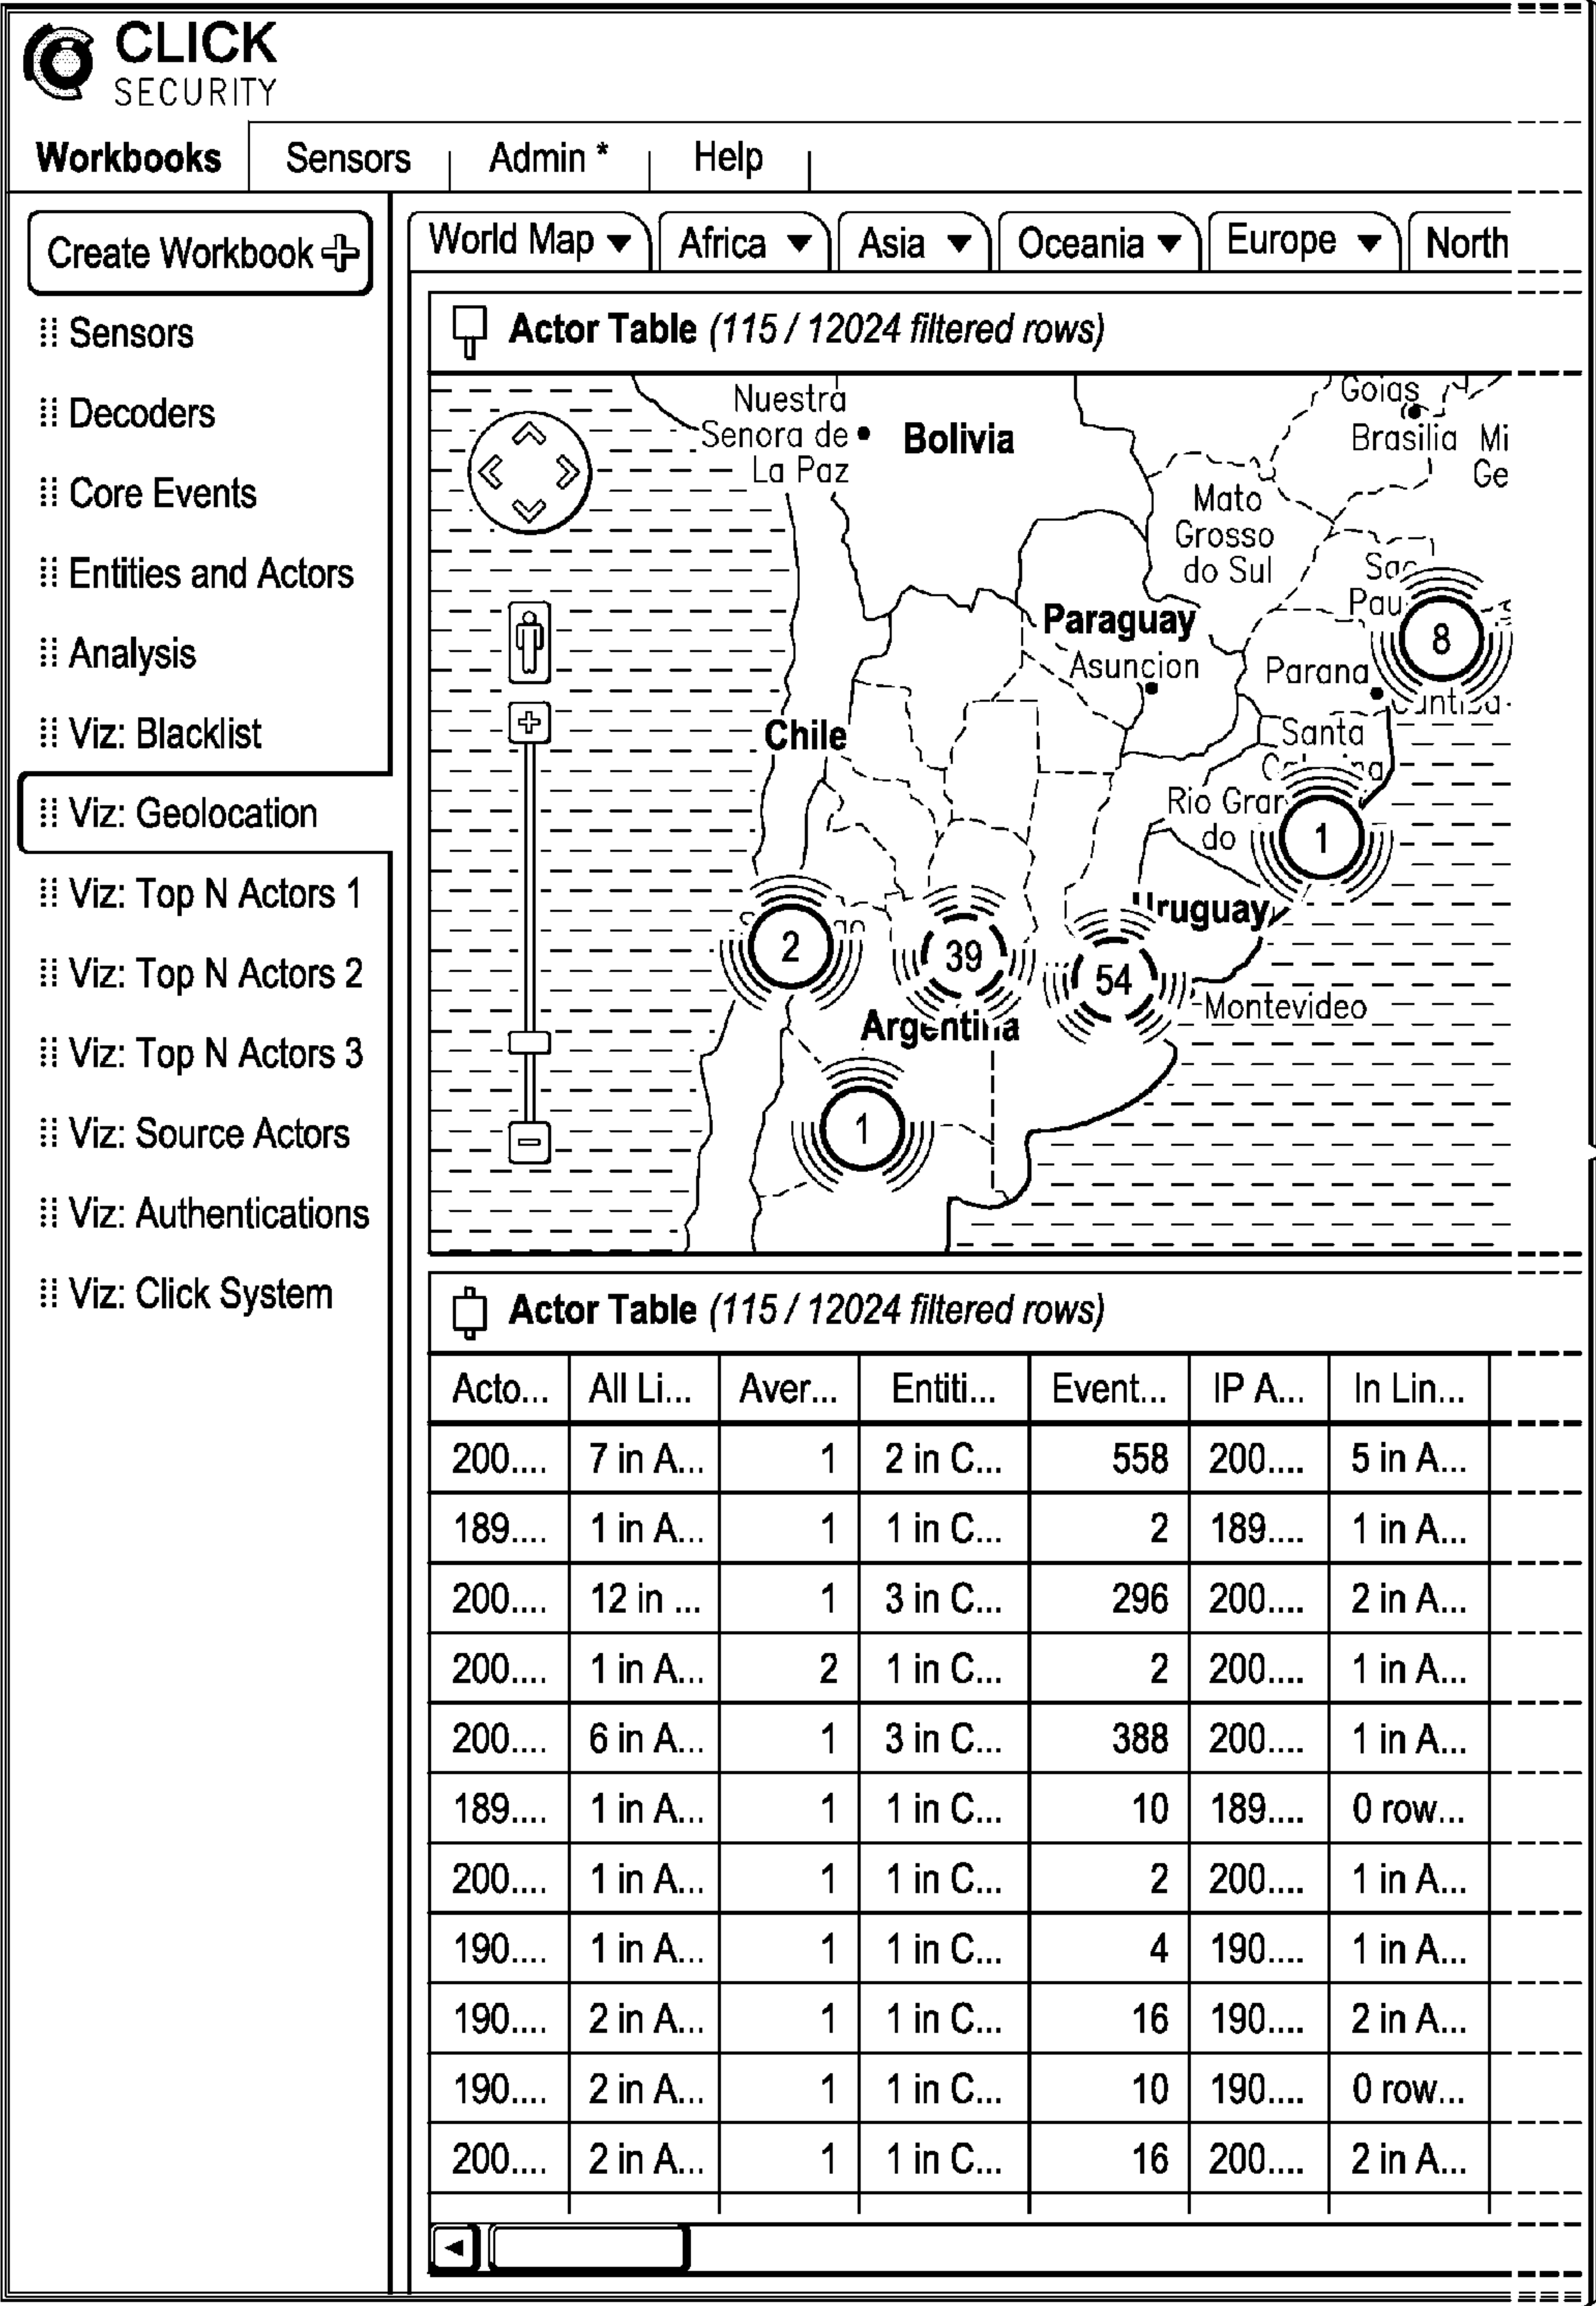 CLICK
SECURITY
Workbooks Sensors Admin * Help
Create Workbook
Sensors
Decoders
Core Events
Entities and Actors
Analysis
Viz: Blacklist
Viz: Geolocation
Viz: Top N Actors 1
Viz: Top N Actors 2
Viz: Top N Actors 3
Viz: Source Actors
Viz: Authentications
Viz: Click System
World Map ▼ Africa ▼ Asia ▼ Oceania ▼ Europe ▼ North
Actor Table (115 / 12024 filtered rows)
Nuestra
Senora de
La Paz
Bolivia
Goias
Brasilia Mi
Ge
Mato
Grosso
do Sul
Sao
Pau
8
Paraguay
Asuncion
Parana
Chile
Santa
Rio Gran
do
1
Uruguay
2
39
54
Montevideo
Argentina
1
Actor Table (115 / 12024 filtered rows)
Acto... All Li... Aver... Entiti... Event... IP A... In Lin...
200.... 7 in A... 1 2 in C... 558 200.... 5 in A...
189.... 1 in A... 1 1 in C... 2 189.... 1 in A...
200.... 12 in ... 1 3 in C... 296 200.... 2 in A...
200.... 1 in A... 2 1 in C... 2 200.... 1 in A...
200.... 6 in A... 1 3 in C... 388 200.... 1 in A...
189.... 1 in A... 1 1 in C... 10 189.... 0 row...
200.... 1 in A... 1 1 in C... 2 200.... 1 in A...
190.... 1 in A... 1 1 in C... 4 190.... 1 in A...
190.... 2 in A... 1 1 in C... 16 190.... 2 in A...
190.... 2 in A... 1 1 in C... 10 190.... 0 row...
200.... 2 in A... 1 1 in C... 16 200.... 2 in A...